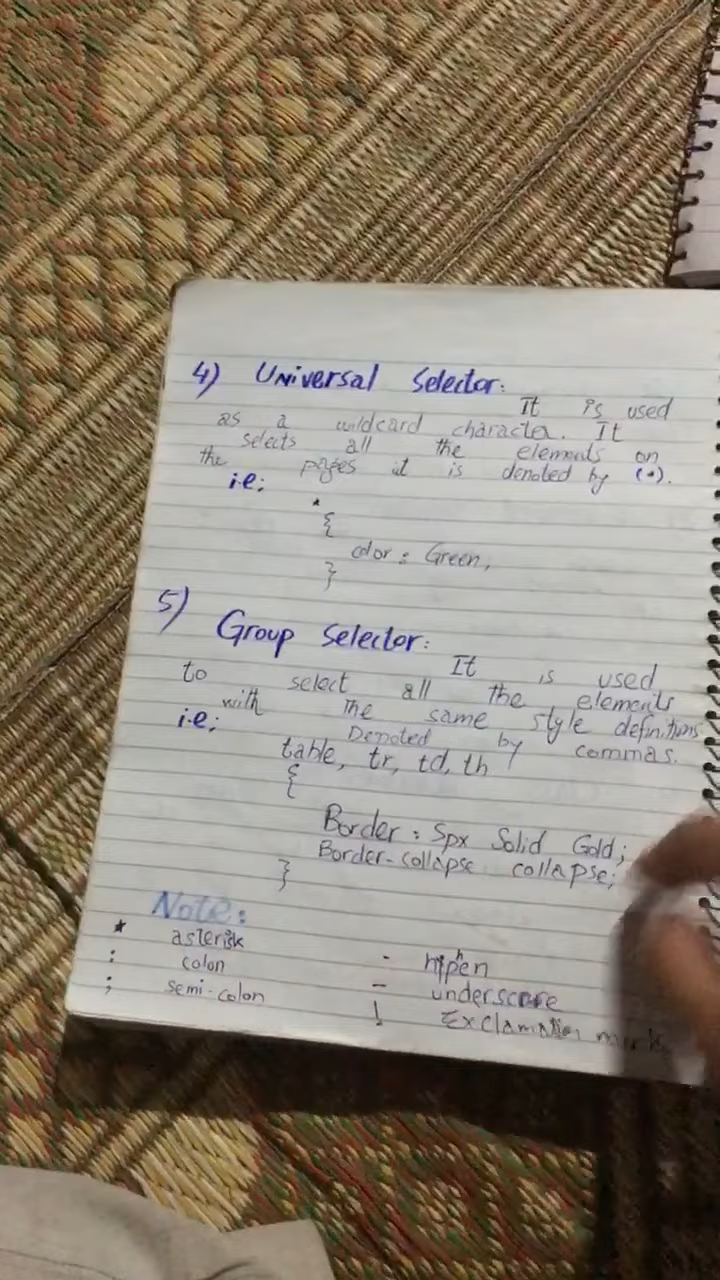 4) Universal Selector:
It is used
as a wildcard character. It
selects all the elements on
the pages it is denoted by (*).
i.e:
*
{
color: Green,
}
5) Group Selector:
It is used
to select all the elements
with the same style definitions
i.e: Denoted by commas.
table, tr, td, th
{
Border: 5px Solid Gold;
Border-collapse collapse;
}
Note:
* asterisk
: colon
; semi-colon
- hipen
_ underscore
! Exclamation mark